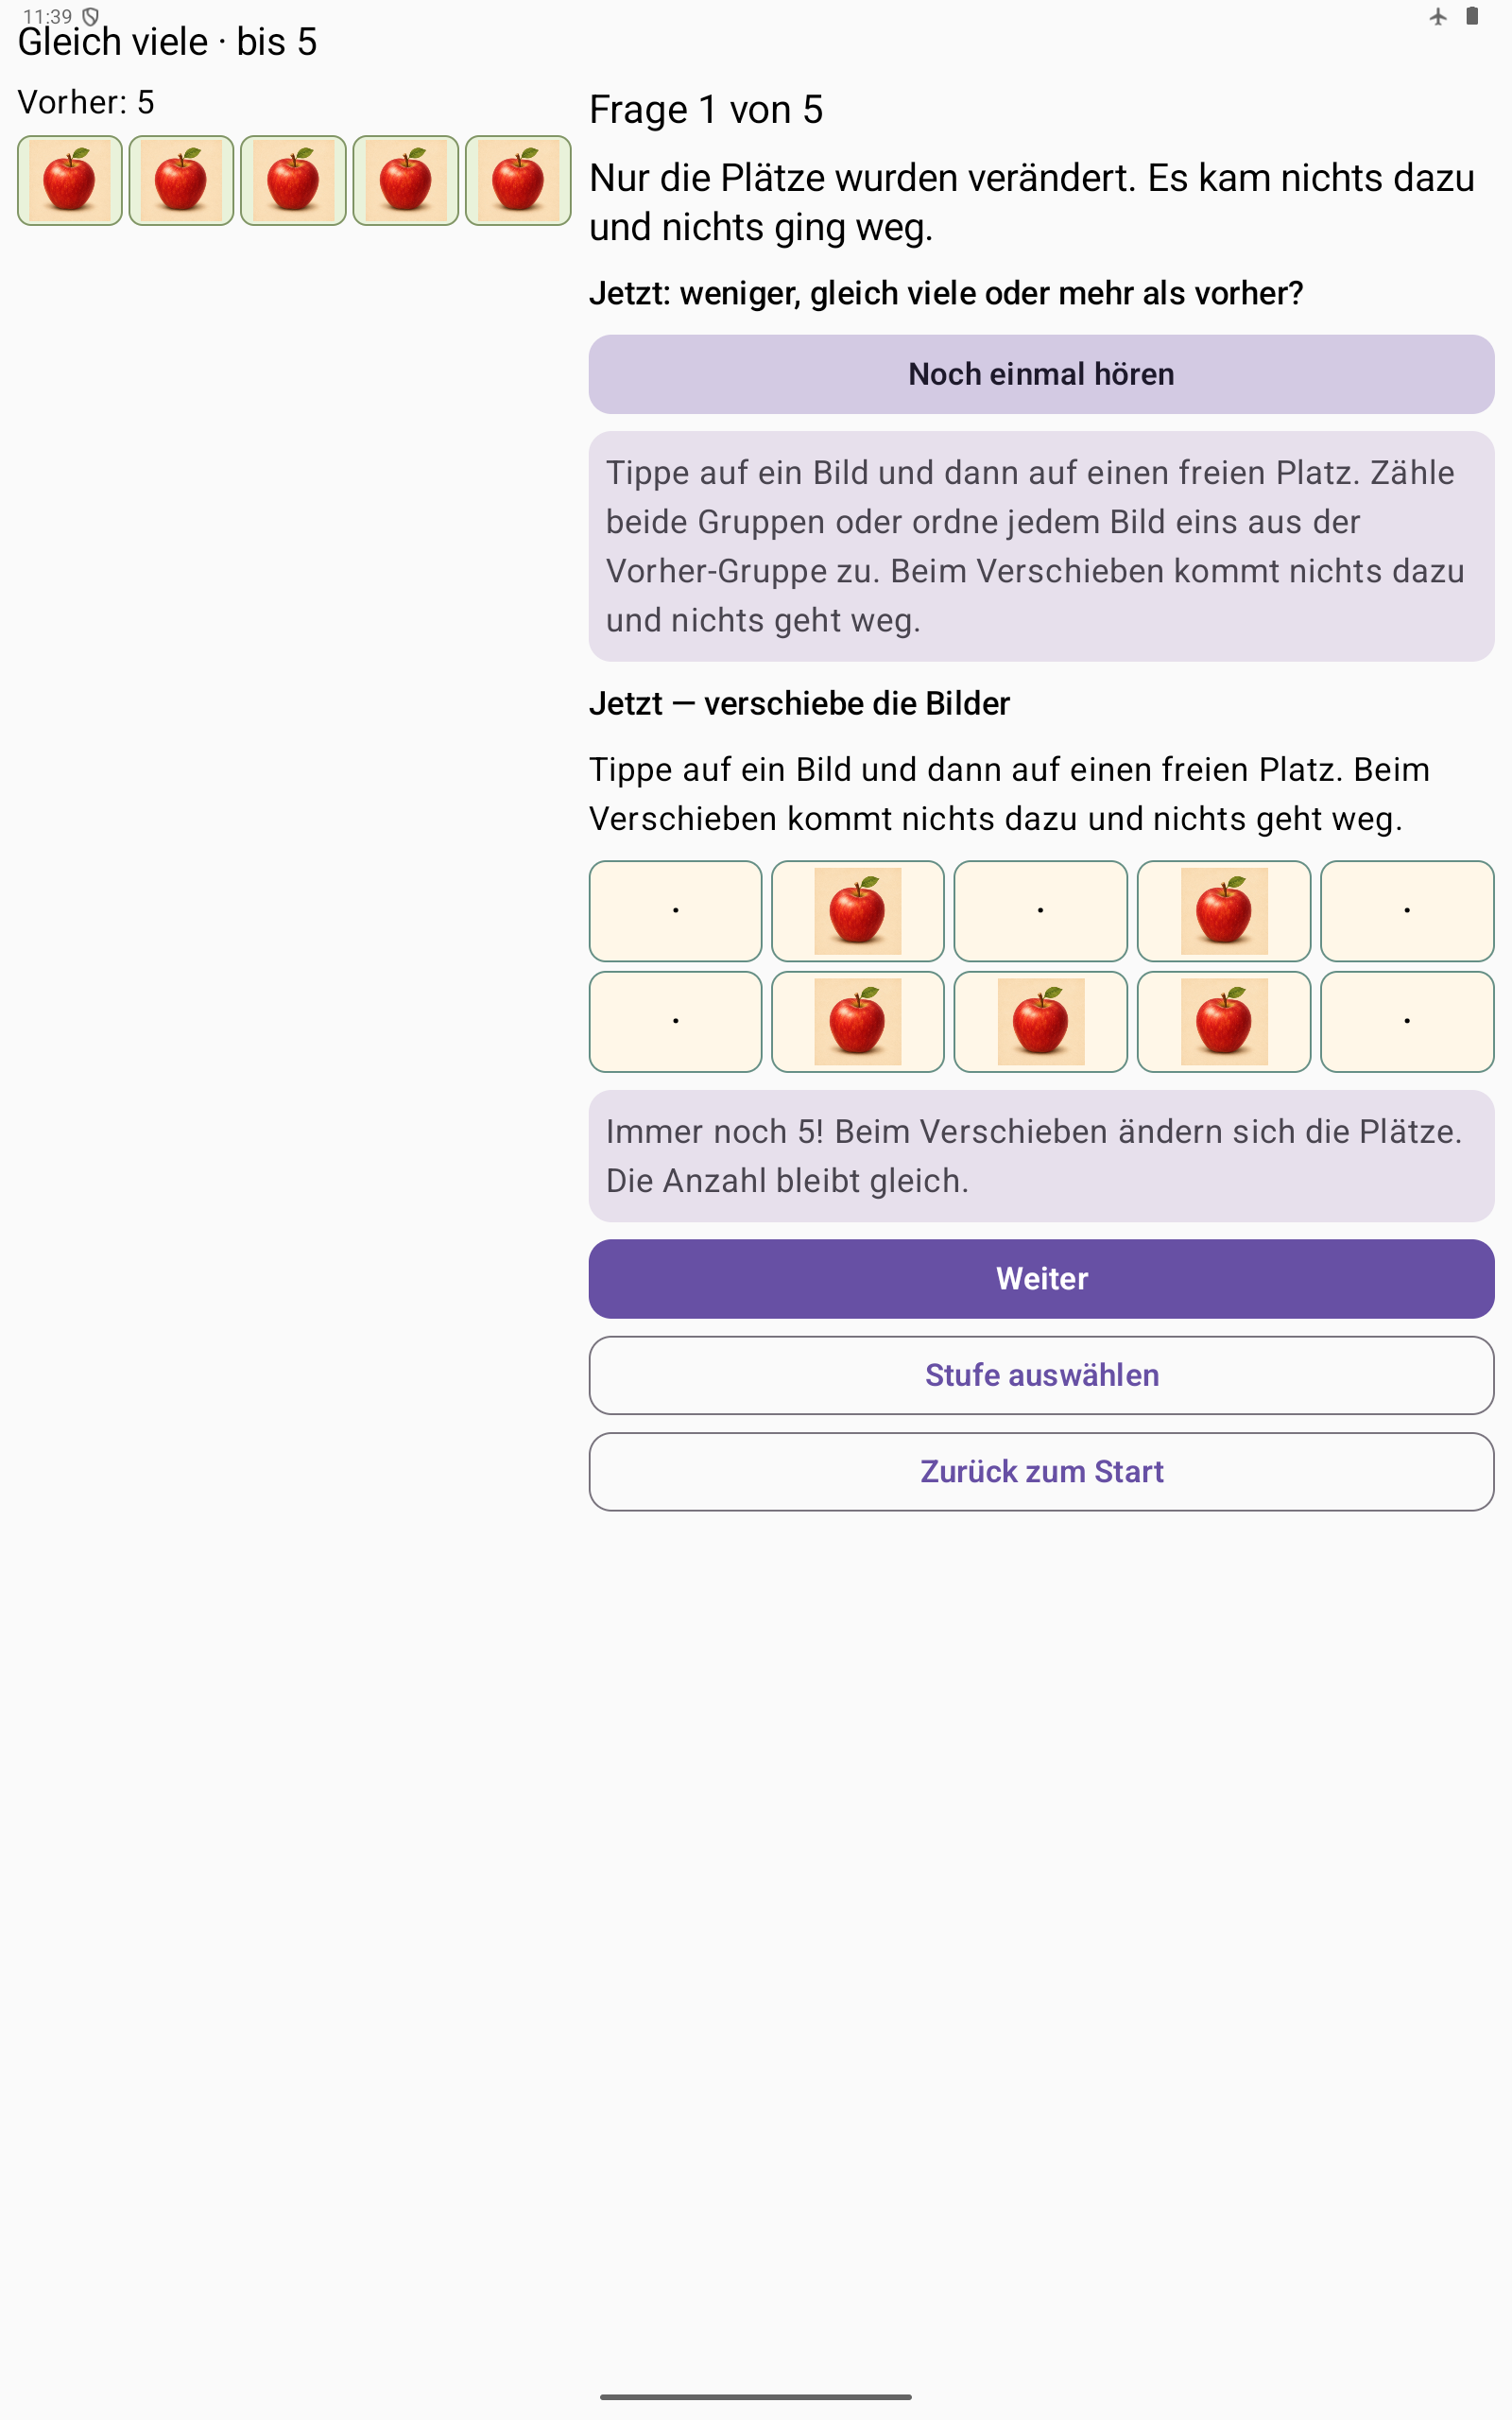 11:39
Gleich viele · bis 5
Vorher: 5
Frage 1 von 5
Nur die Plätze wurden verändert. Es kam nichts dazu
und nichts ging weg.
Jetzt: weniger, gleich viele oder mehr als vorher?
Noch einmal hören
Tippe auf ein Bild und dann auf einen freien Platz. Zähle
beide Gruppen oder ordne jedem Bild eins aus der
Vorher-Gruppe zu. Beim Verschieben kommt nichts dazu
und nichts geht weg.
Jetzt — verschiebe die Bilder
Tippe auf ein Bild und dann auf einen freien Platz. Beim
Verschieben kommt nichts dazu und nichts geht weg.
Immer noch 5! Beim Verschieben ändern sich die Plätze.
Die Anzahl bleibt gleich.
Weiter
Stufe auswählen
Zurück zum Start